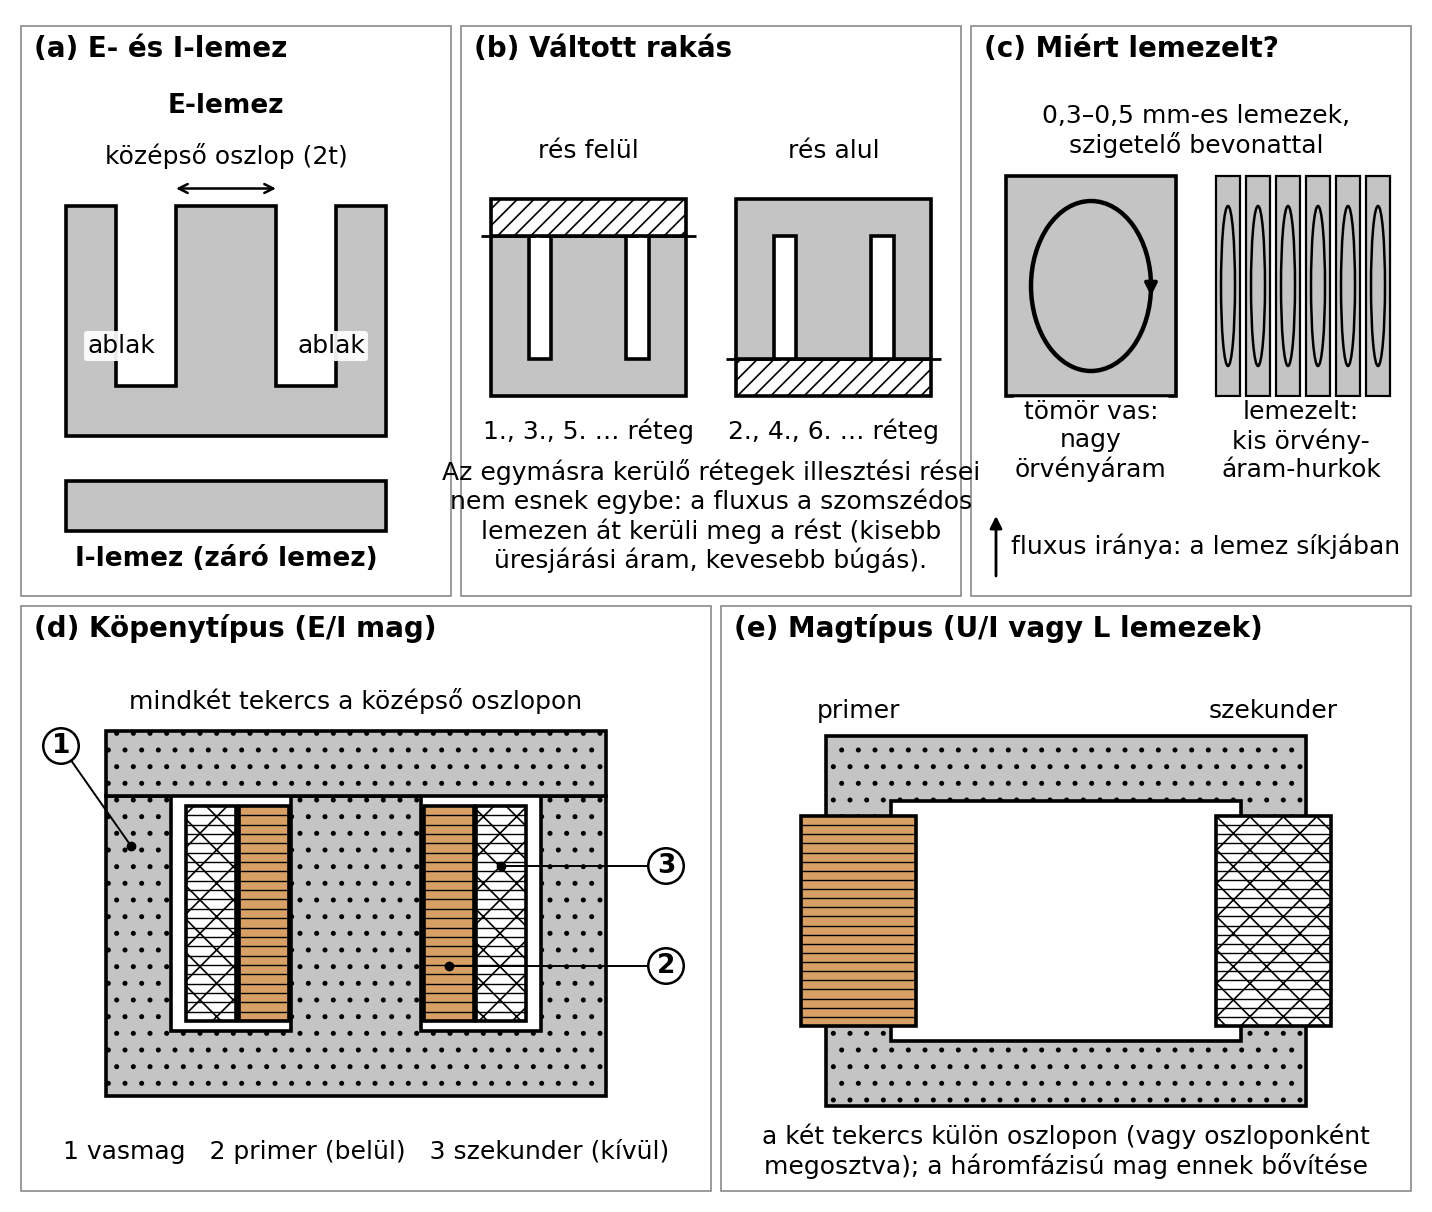 (a) E- és I-lemez
E-lemez
középső oszlop (2t)
ablak
ablak
I-lemez (záró lemez)
(b) Váltott rakás
rés felül
rés alul
1., 3., 5. … réteg
2., 4., 6. … réteg
Az egymásra kerülő rétegek illesztési rései
nem esnek egybe: a fluxus a szomszédos
lemezen át kerüli meg a rést (kisebb
üresjárási áram, kevesebb búgás).
(c) Miért lemezelt?
0,3–0,5 mm-es lemezek,
szigetelő bevonattal
tömör vas:
nagy
örvényáram
lemezelt:
kis örvény-
áram-hurkok
fluxus iránya: a lemez síkjában
(d) Köpenytípus (E/I mag)
mindkét tekercs a középső oszlopon
1
3
2
1 vasmag 2 primer (belül) 3 szekunder (kívül)
(e) Magtípus (U/I vagy L lemezek)
primer
szekunder
a két tekercs külön oszlopon (vagy oszloponként
megosztva); a háromfázisú mag ennek bővítése